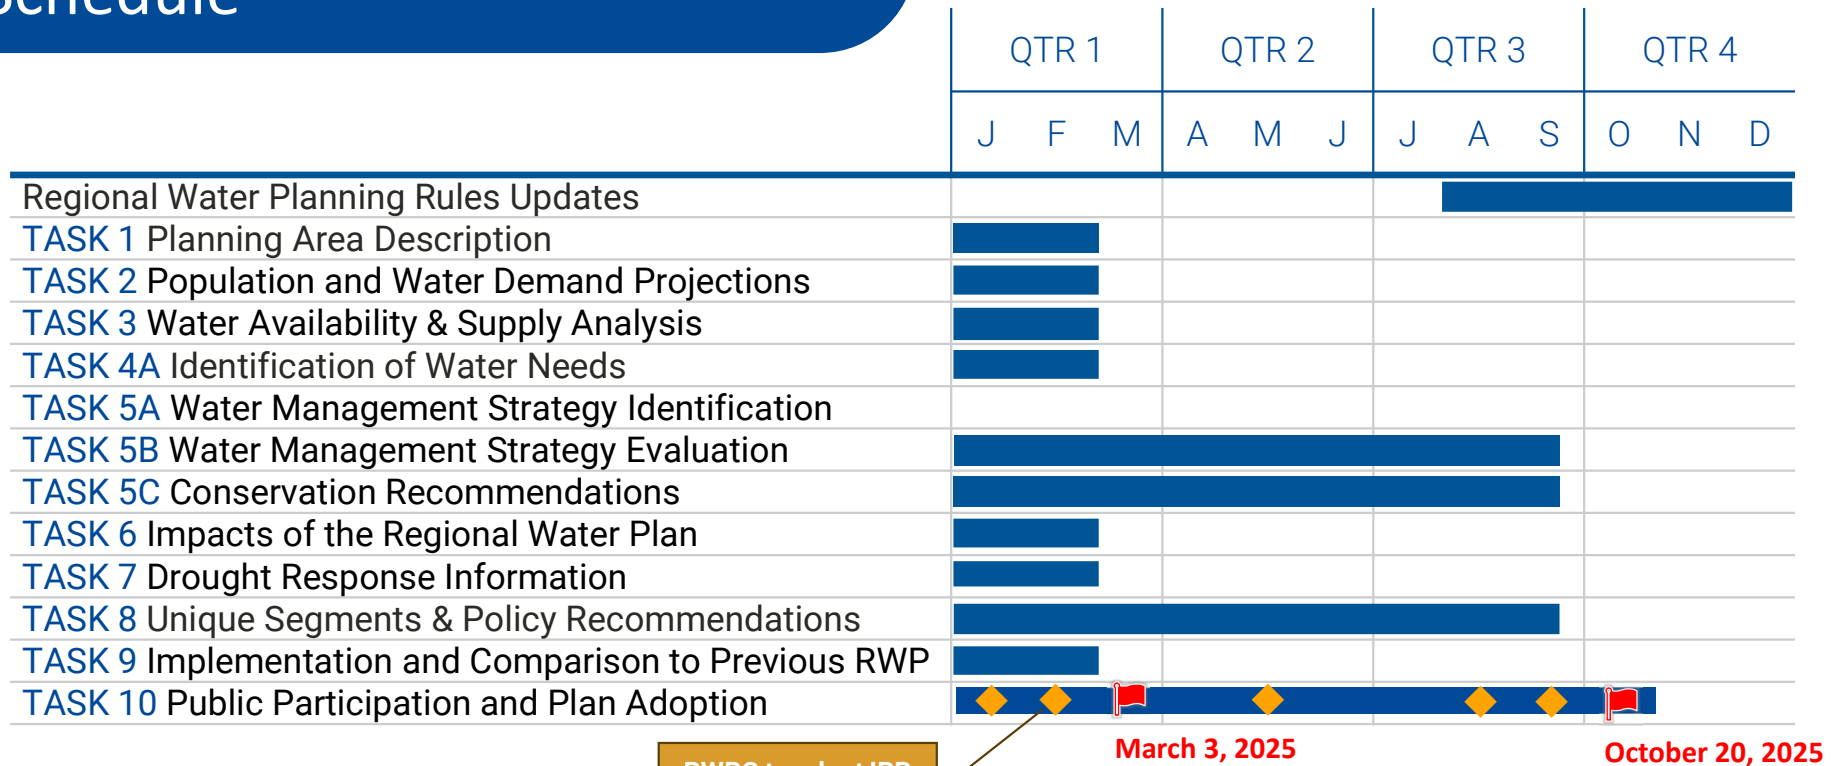 Schedule
QTR 1 QTR 2 QTR 3 QTR 4
J F M A M J J A S O N D
Regional Water Planning Rules Updates
TASK 1 Planning Area Description
TASK 2 Population and Water Demand Projections
TASK 3 Water Availability & Supply Analysis
TASK 4A Identification of Water Needs
TASK 5A Water Management Strategy Identification
TASK 5B Water Management Strategy Evaluation
TASK 5C Conservation Recommendations
TASK 6 Impacts of the Regional Water Plan
TASK 7 Drought Response Information
TASK 8 Unique Segments & Policy Recommendations
TASK 9 Implementation and Comparison to Previous RWP
TASK 10 Public Participation and Plan Adoption
March 3, 2025
October 20, 2025